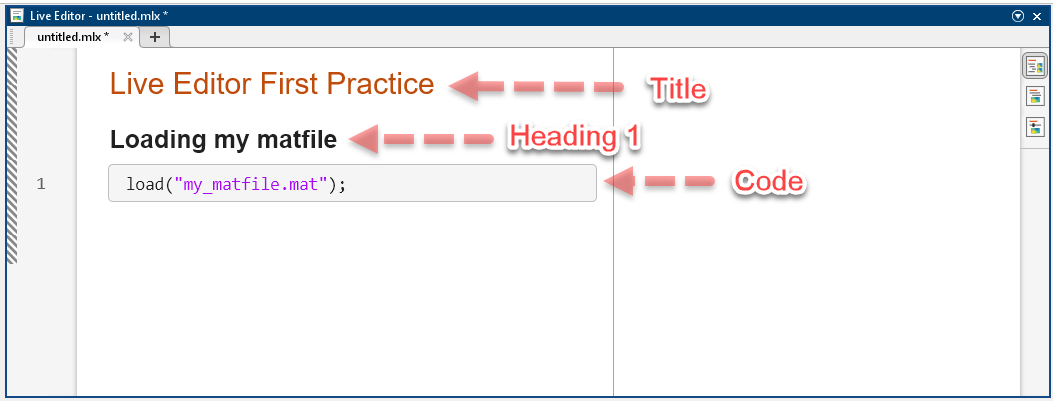 Live Editor - untitled.mlx *
untitled.mlx *
Live Editor First Practice
Title
Loading my matfile
Heading 1
1
load("my_matfile.mat");
Code